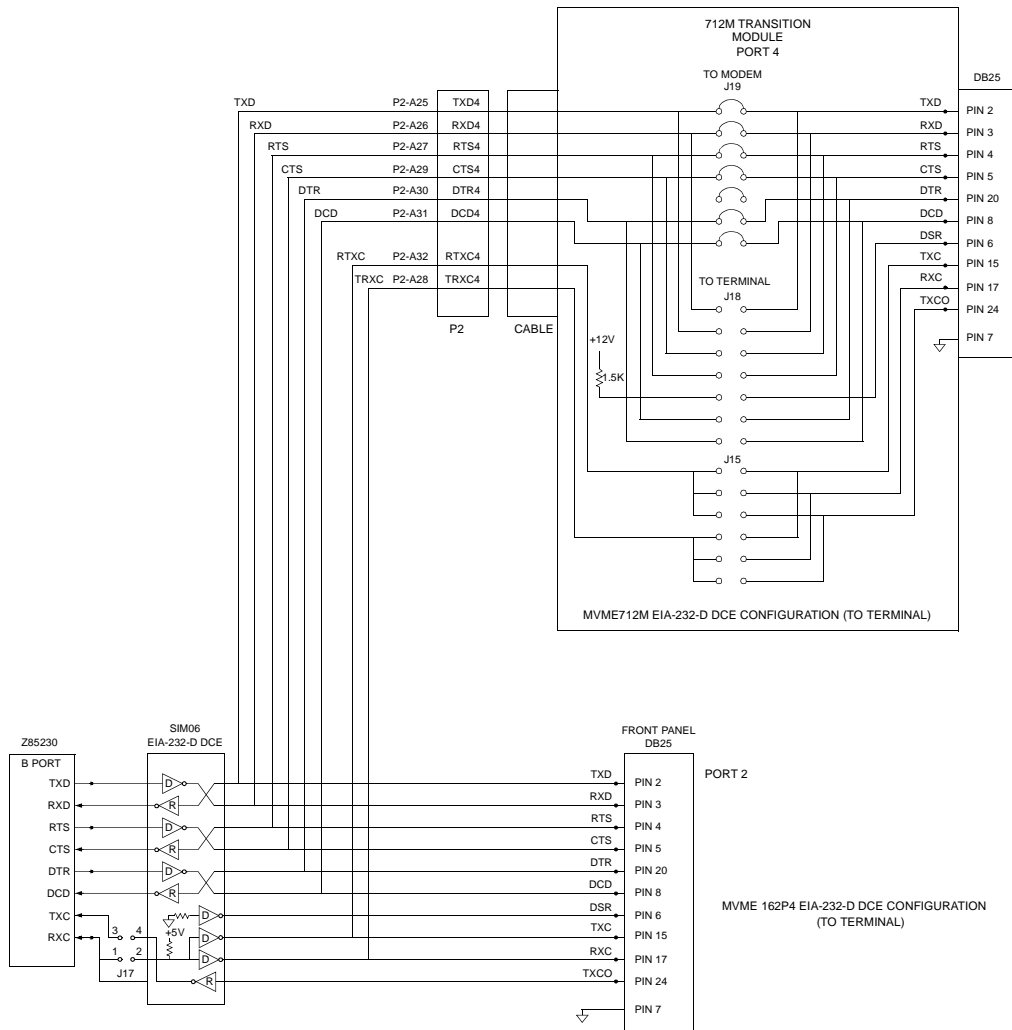 712M TRANSITION
MODULE
PORT 4
TO MODEM
J19
DB25
TXD P2-A25 TXD4 TXD PIN 2
RXD P2-A26 RXD4 RXD PIN 3
RTS P2-A27 RTS4 RTS PIN 4
CTS P2-A29 CTS4 CTS PIN 5
DTR P2-A30 DTR4 DTR PIN 20
DCD P2-A31 DCD4 DCD PIN 8
DSR PIN 6
RTXC P2-A32 RTXC4 TXC PIN 15
TRXC P2-A28 TRXC4 RXC PIN 17
TO TERMINAL
J18
TXCO PIN 24
P2 CABLE
+12V
PIN 7
1.5K
J15
MVME712M EIA-232-D DCE CONFIGURATION (TO TERMINAL)
Z85230
B PORT
SIM06
EIA-232-D DCE
FRONT PANEL
DB25
PORT 2
TXD D TXD PIN 2
RXD R RXD PIN 3
RTS D RTS PIN 4
CTS R CTS PIN 5
DTR D DTR PIN 20
DCD R DCD PIN 8
TXC D DSR PIN 6
3 4 +5V
RXC D TXC PIN 15
1 2 D RXC PIN 17
J17 R TXCO PIN 24
PIN 7
MVME 162P4 EIA-232-D DCE CONFIGURATION
(TO TERMINAL)